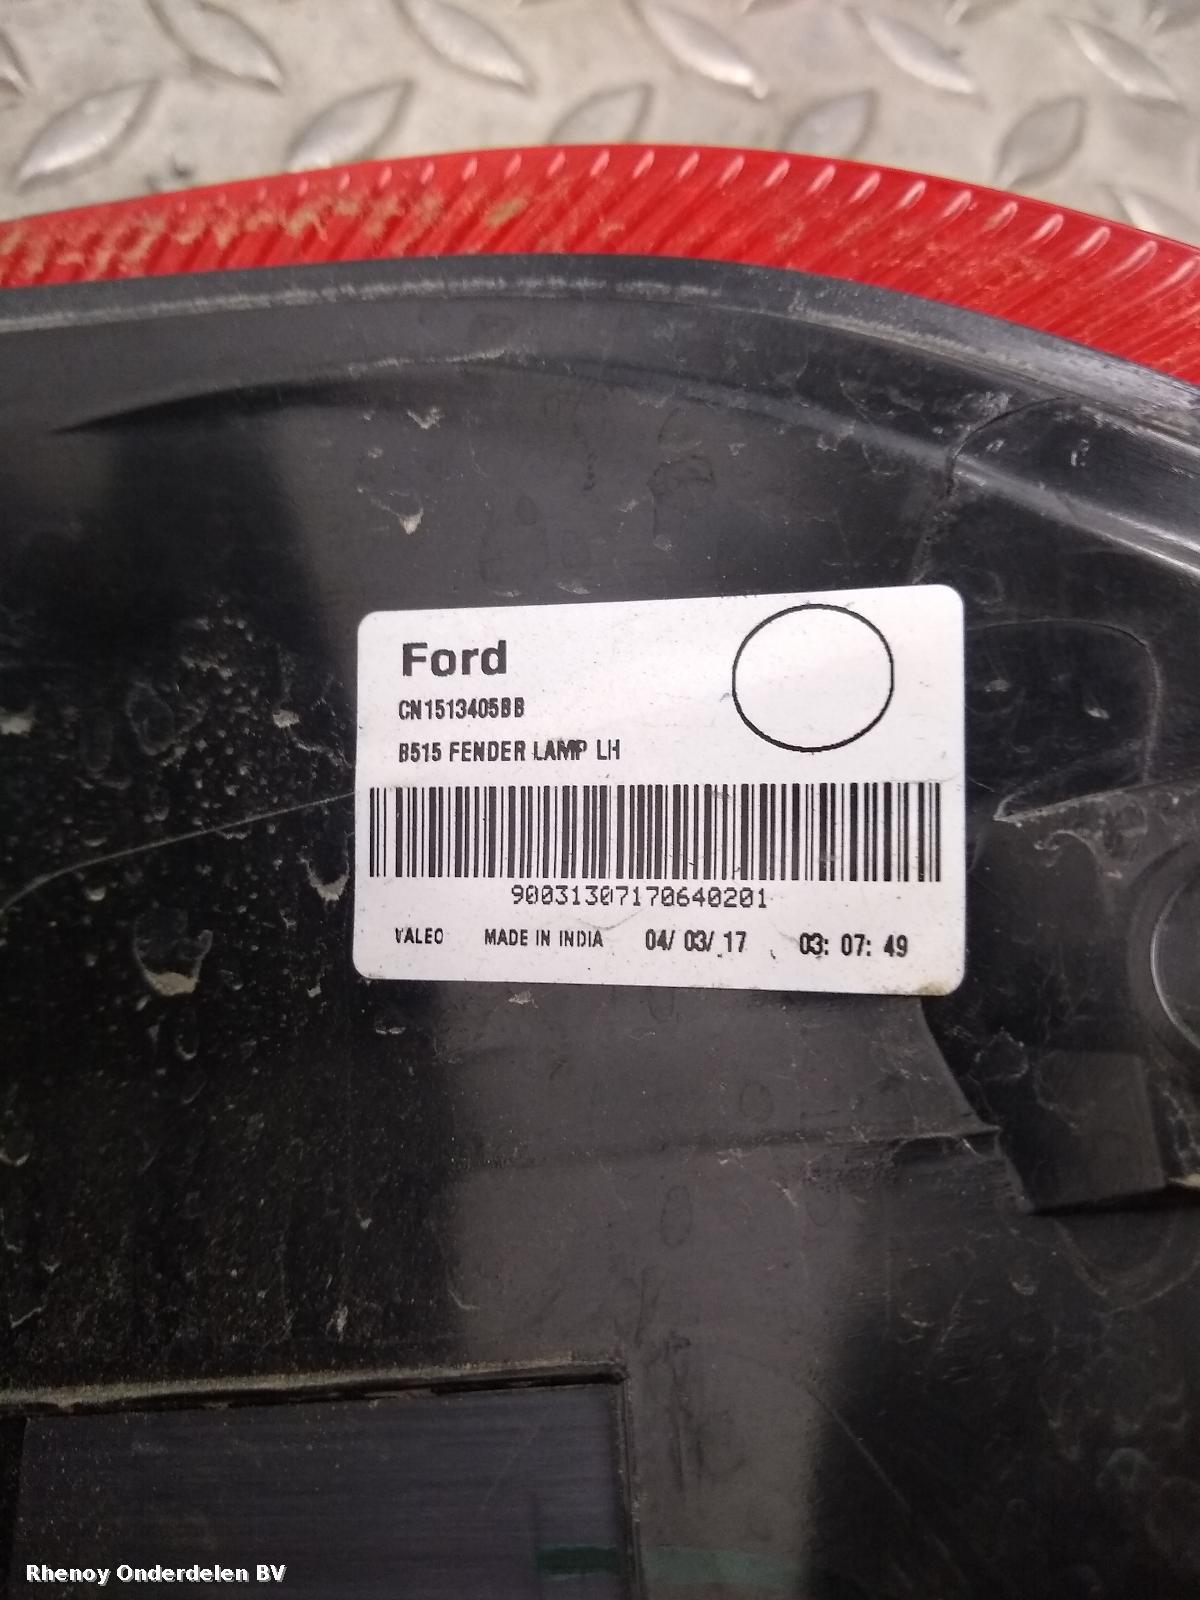 Ford
CN1513405BB
B515 FENDER LAMP LH
90031307170640201
VALEO MADE IN INDIA 04/ 03/ 17 03: 07: 49
Rhenoy Onderdelen BV